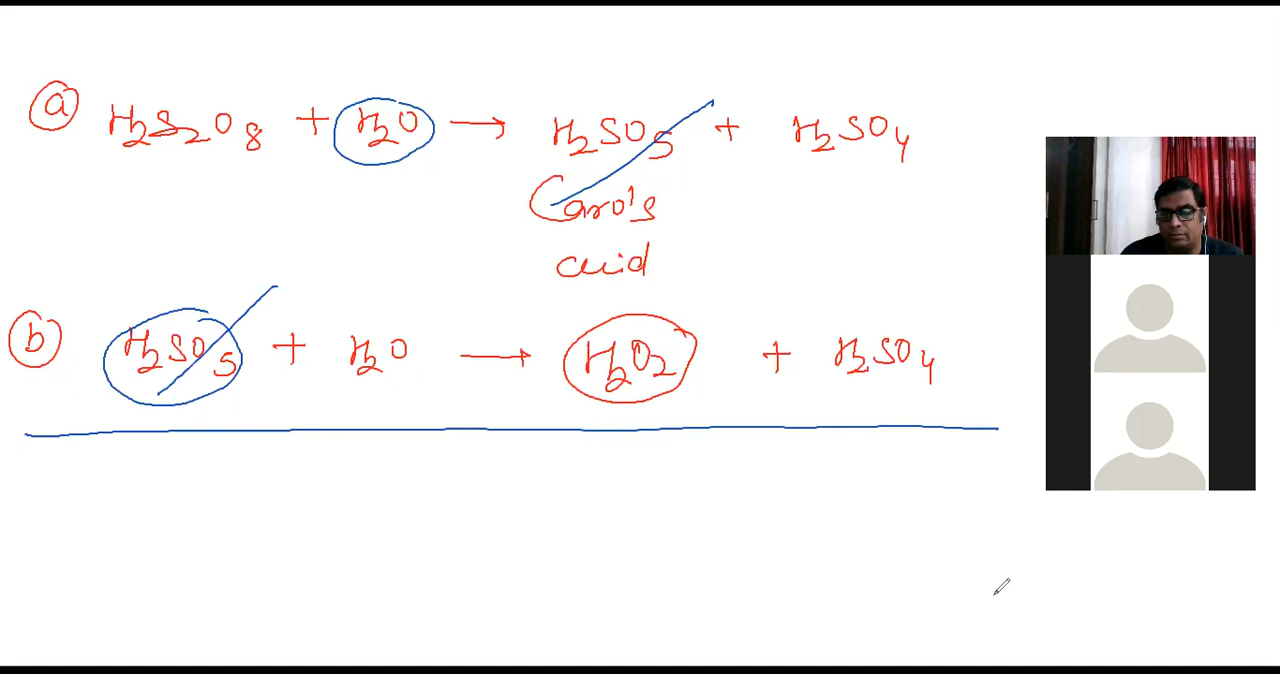 (a) H₂S₂O₈ + H₂O → H₂SO₅ + H₂SO₄
Caro's
acid
(b) H₂SO₅ + H₂O → H₂O₂ + H₂SO₄